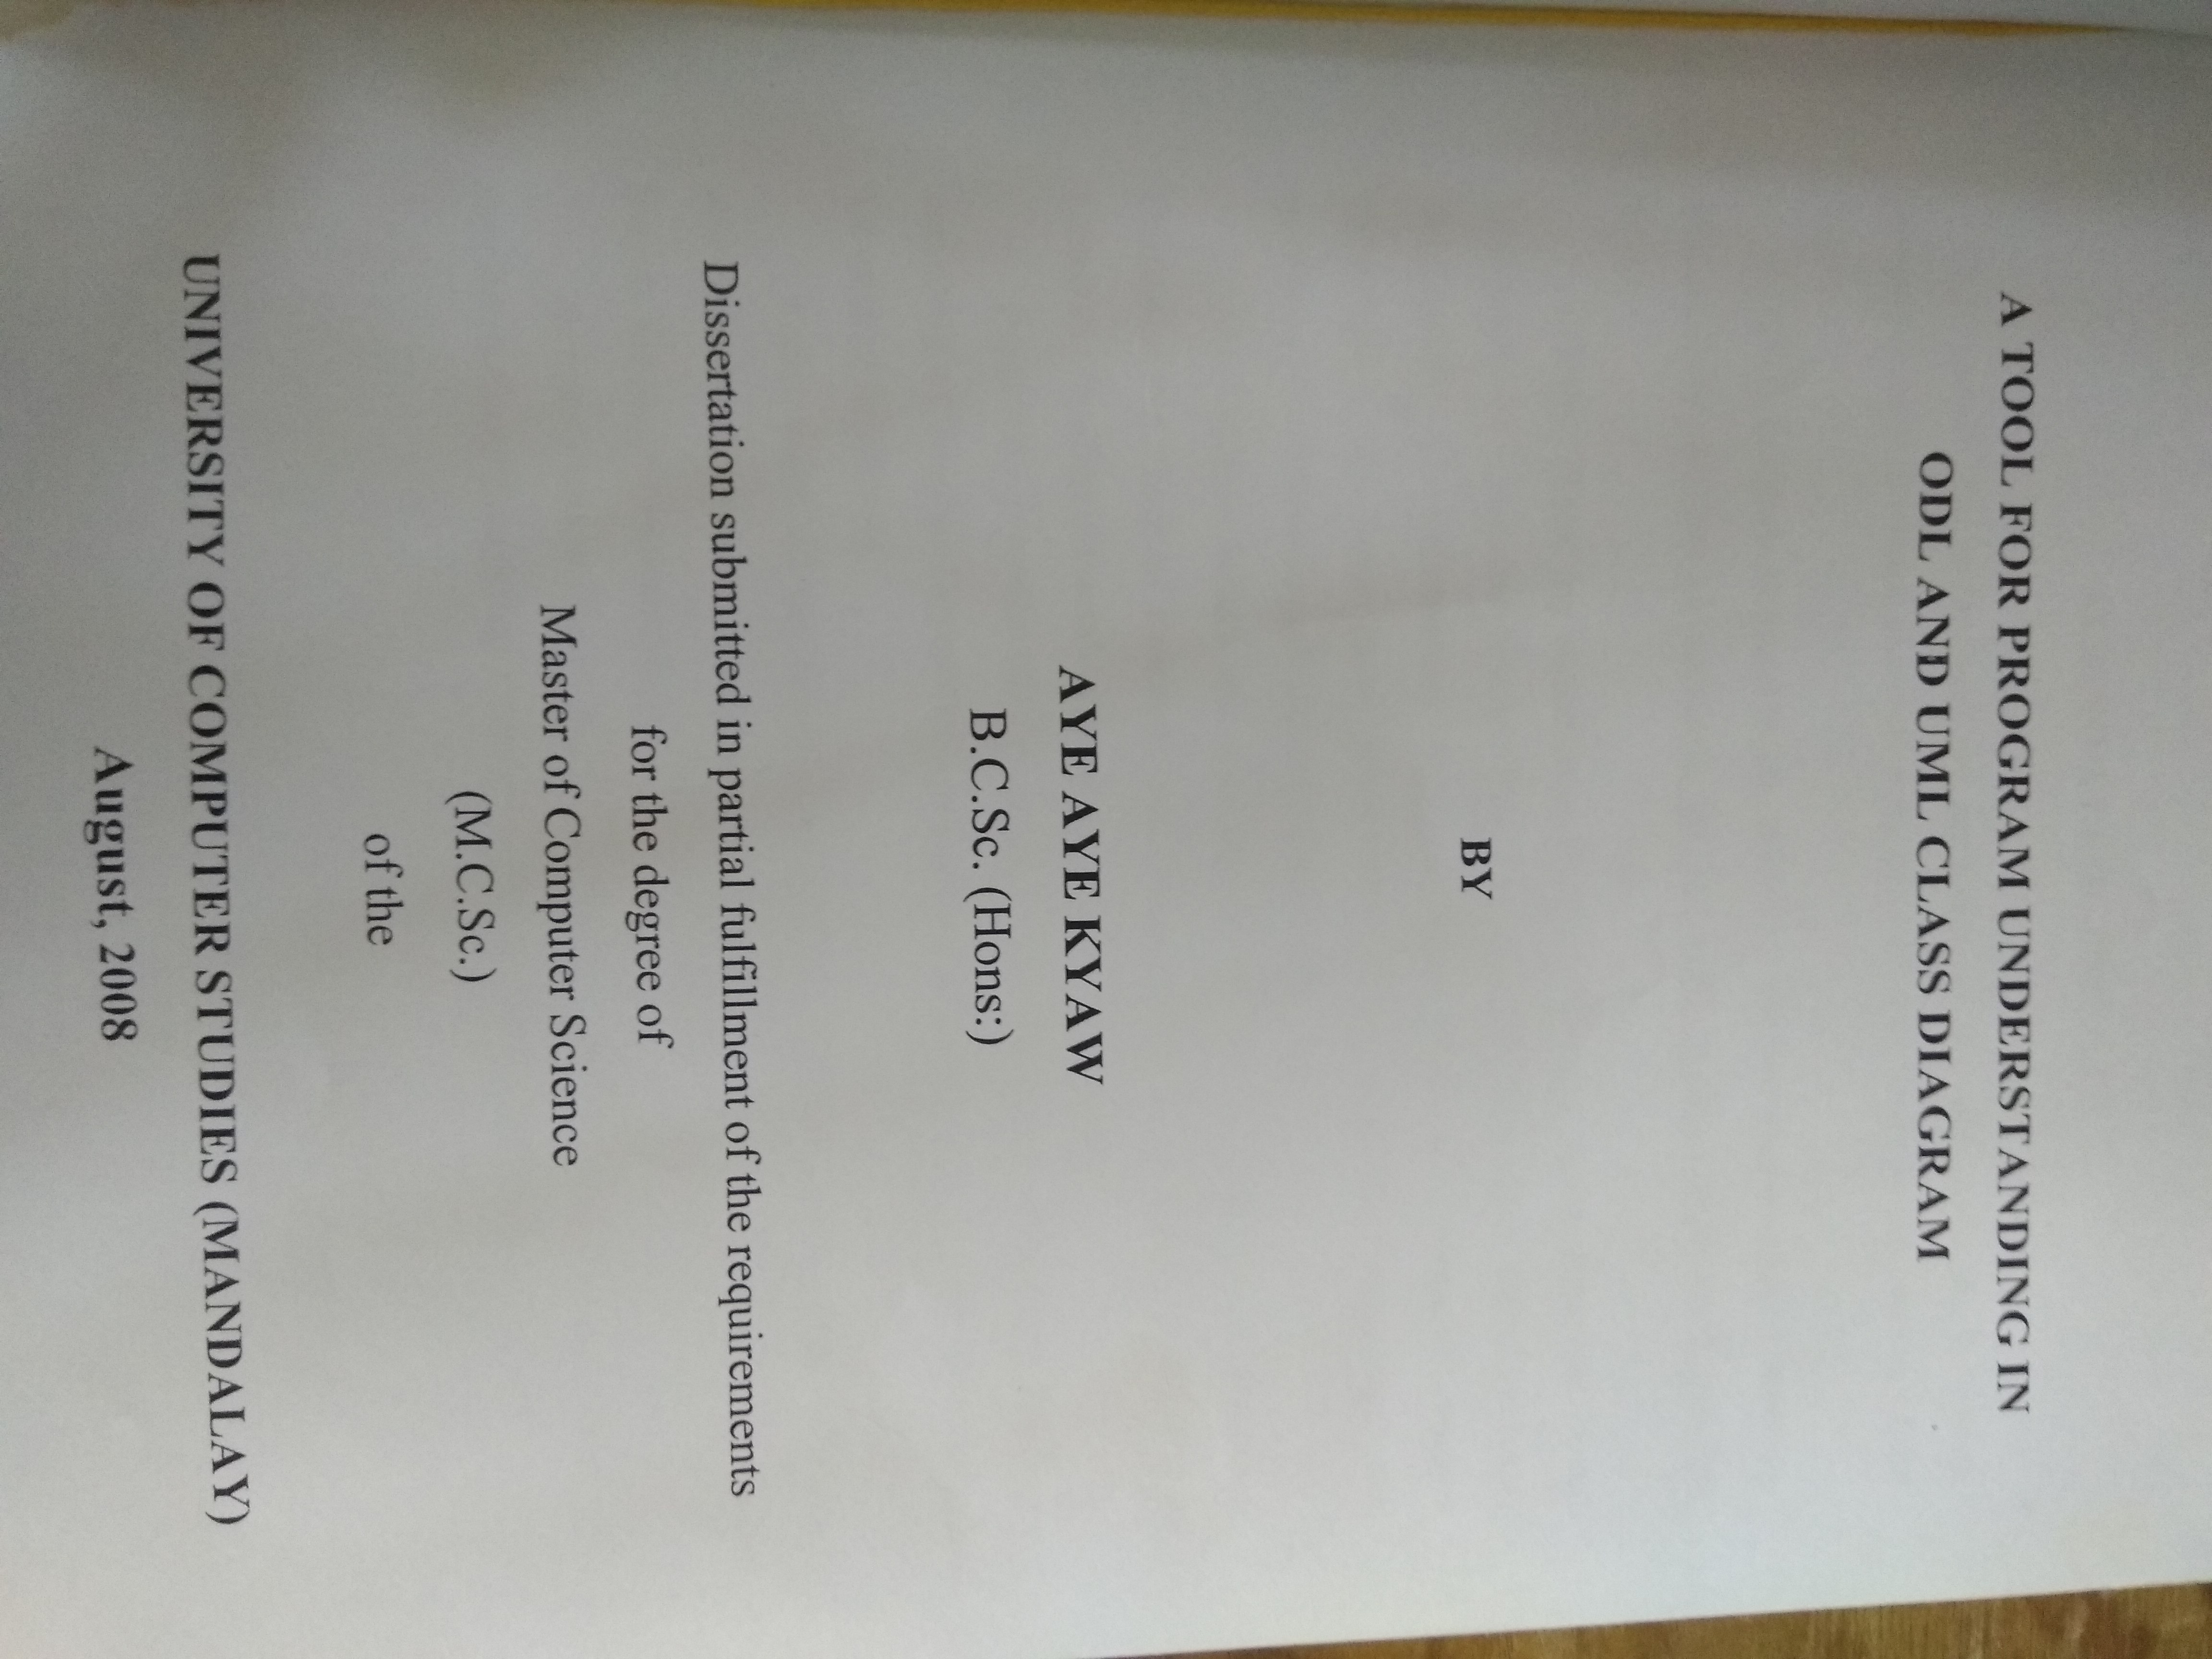 A TOOL FOR PROGRAM UNDERSTANDING IN
ODL AND UML CLASS DIAGRAM
BY
AYE AYE KYAW
B.C.Sc. (Hons:)
Dissertation submitted in partial fulfillment of the requirements
for the degree of
Master of Computer Science
(M.C.Sc.)
of the
UNIVERSITY OF COMPUTER STUDIES (MANDALAY)
August, 2008